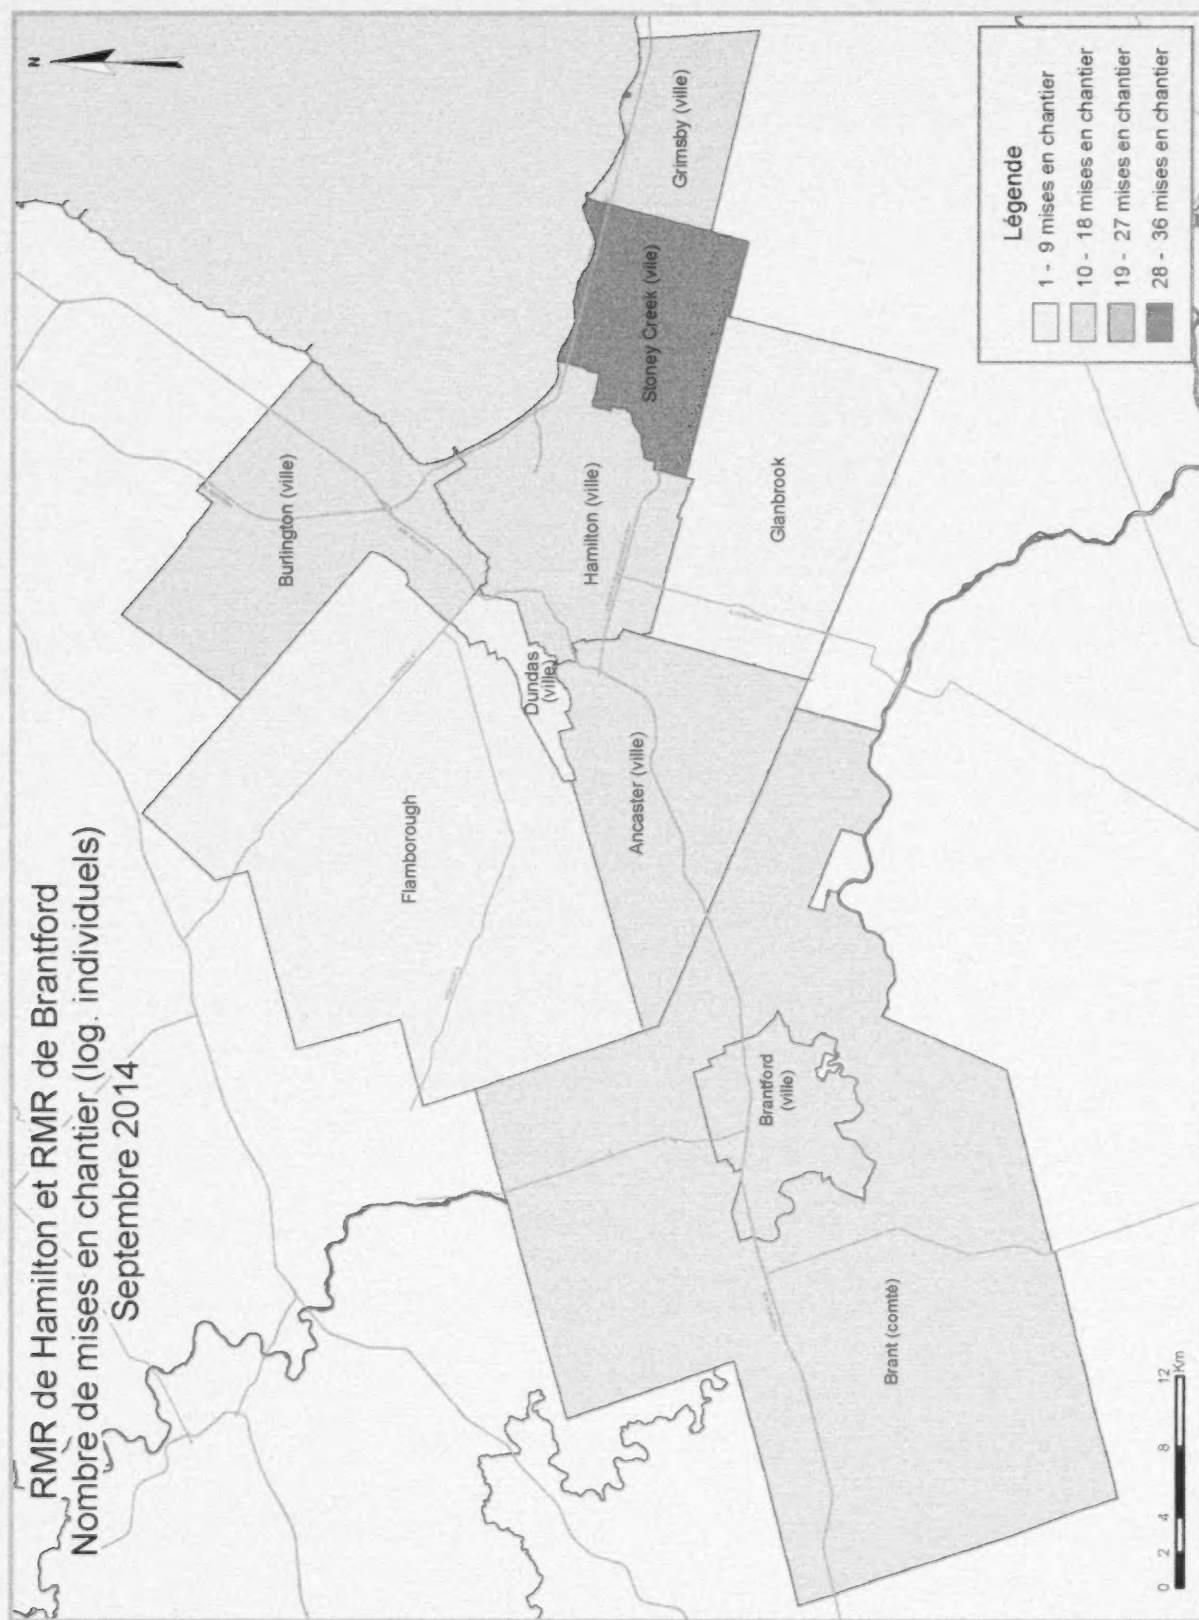 RMR de Hamilton et RMR de Brantford
Nombre de mises en chantier (log. individuels)
Septembre 2014
N
Burlington (ville)
Flamborough
Dundas
(ville)
Hamilton (ville)
Stoney Creek (ville)
Grimsby (ville)
Ancaster (ville)
Glanbrook
Brantford
(ville)
Brant (comté)
Légende
1 - 9 mises en chantier
10 - 18 mises en chantier
19 - 27 mises en chantier
28 - 36 mises en chantier
0 2 4 8 12
Km